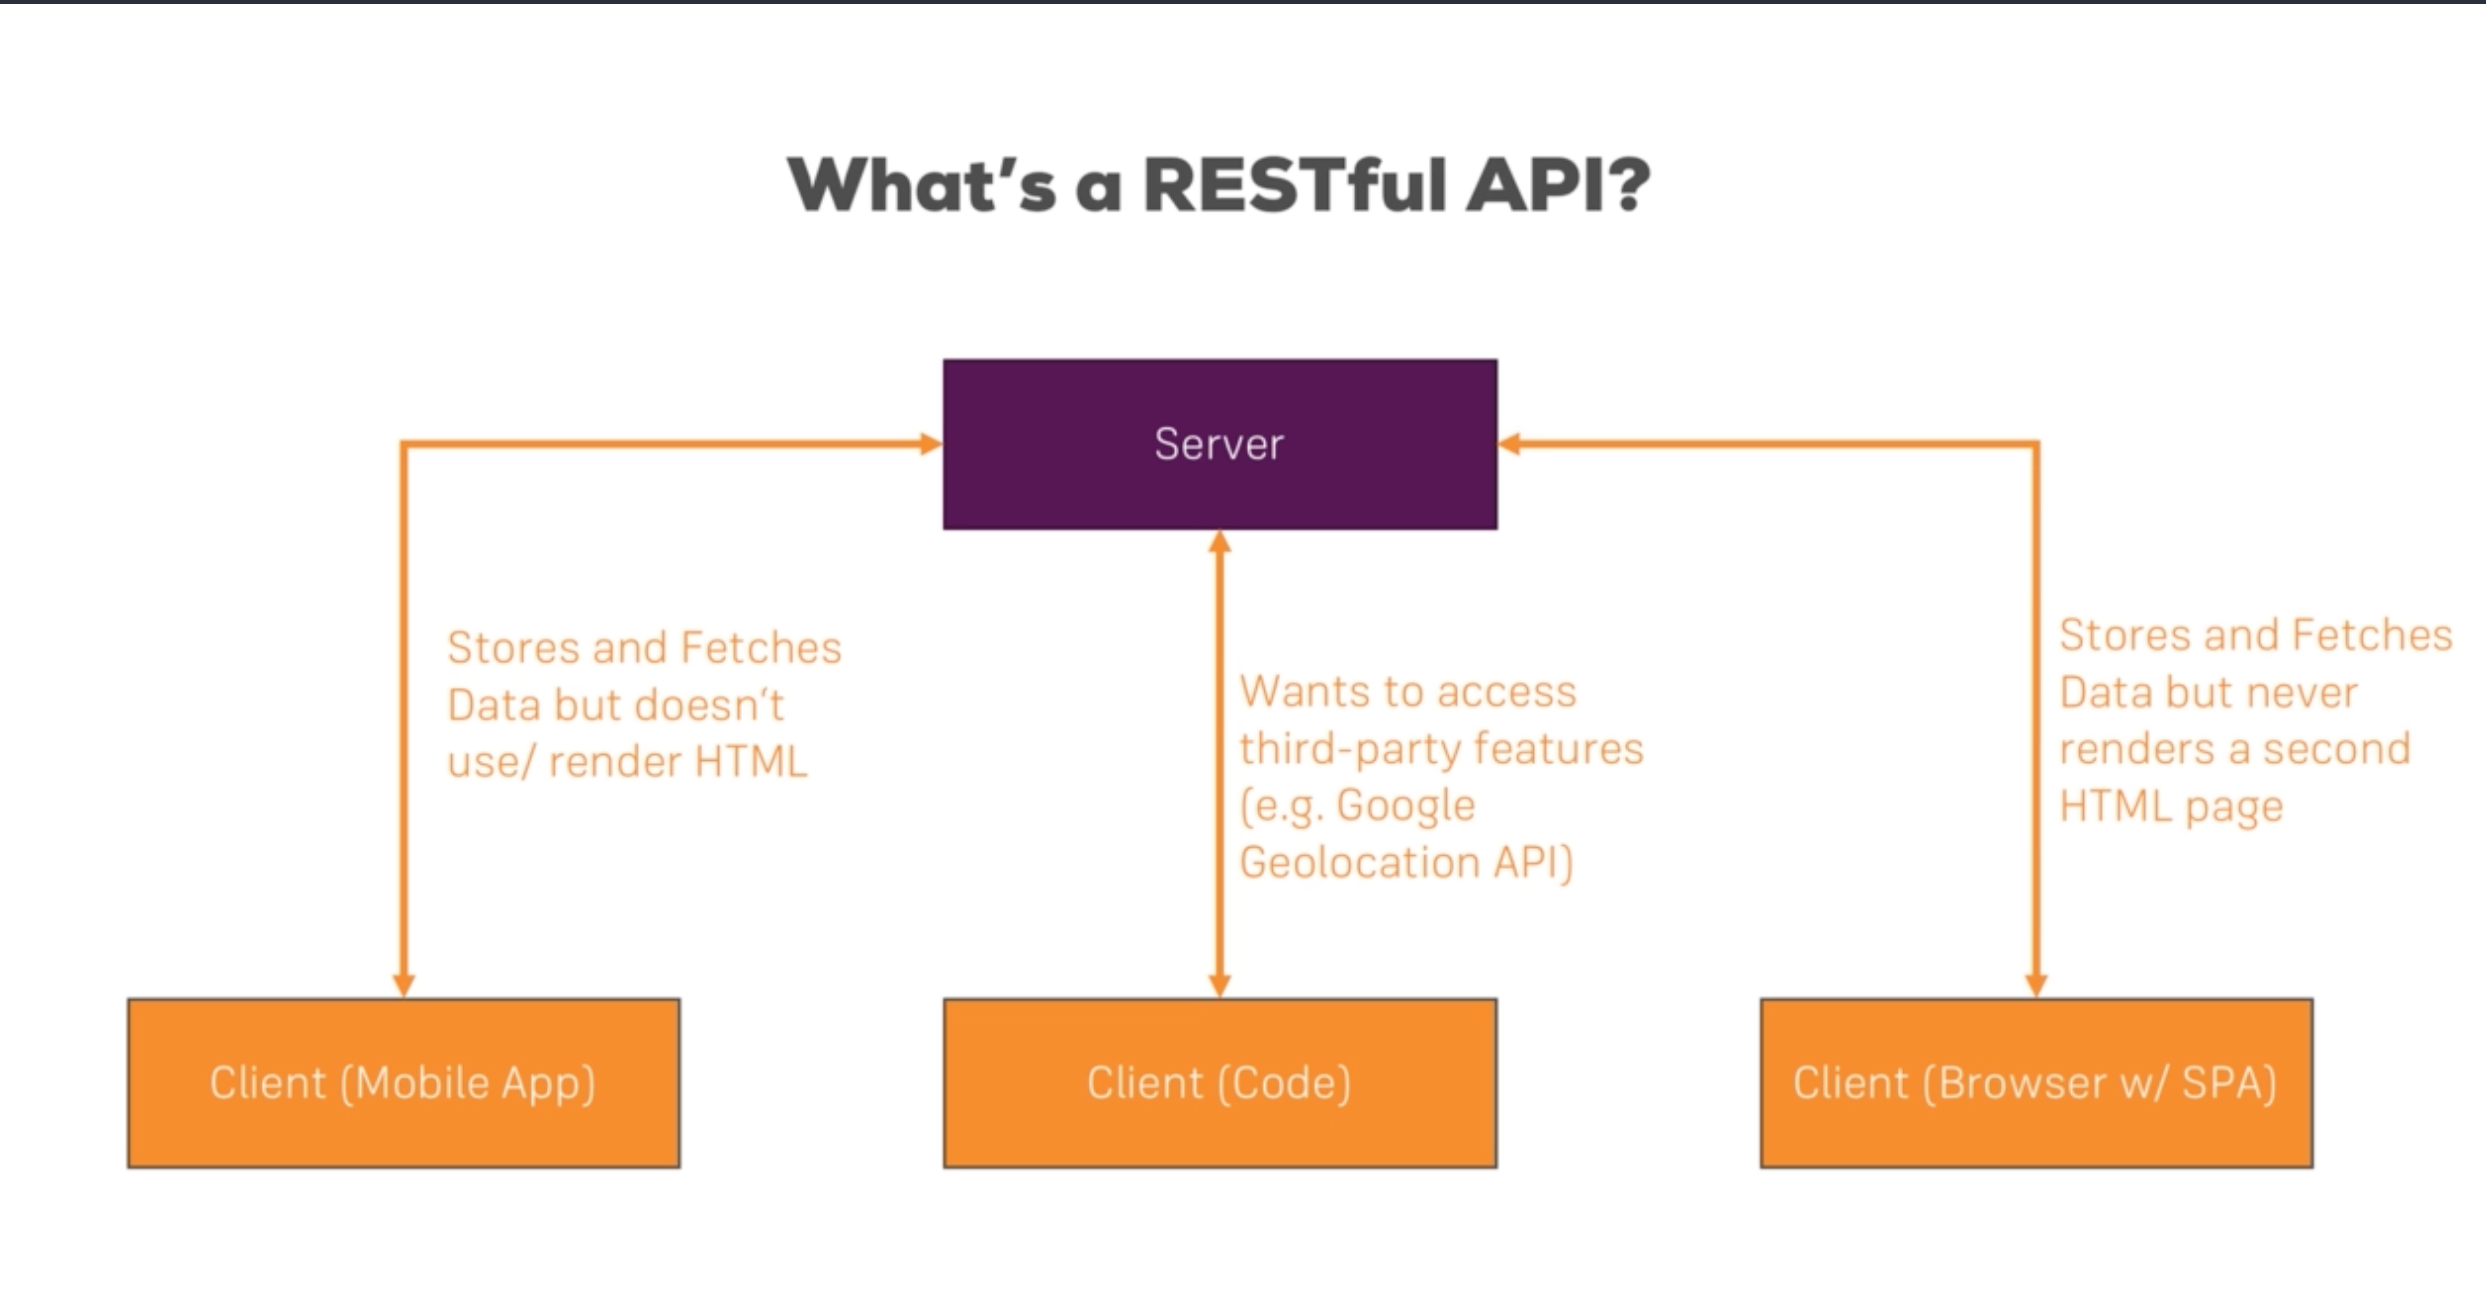 What's a RESTful API?
Server
Stores and Fetches
Data but doesn‘t
use/ render HTML
Wants to access
third-party features
(e.g. Google
Geolocation API)
Stores and Fetches
Data but never
renders a second
HTML page
Client (Mobile App)
Client (Code)
Client (Browser w/ SPA)